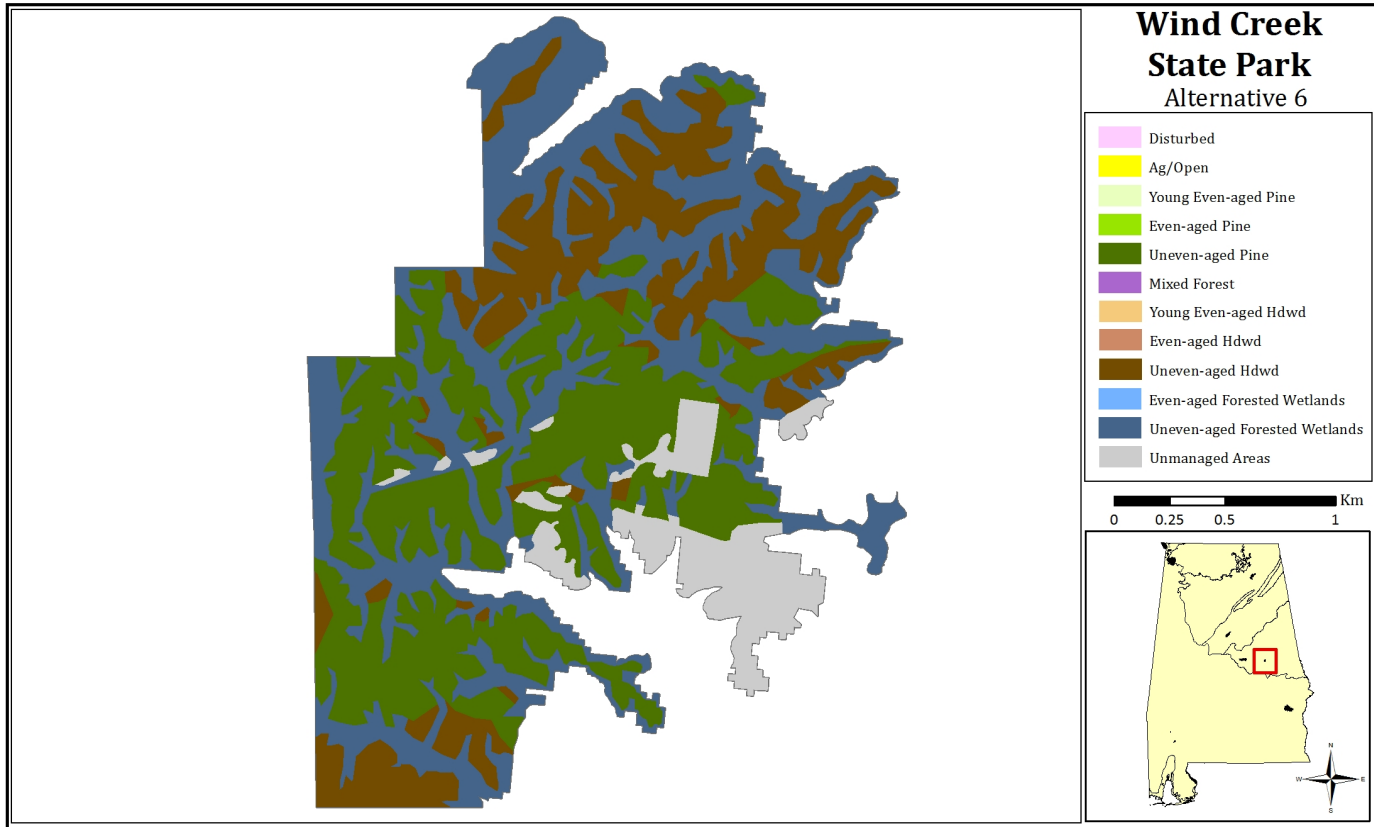 Wind Creek
State Park
Alternative 6
Disturbed
Ag/Open
Young Even-aged Pine
Even-aged Pine
Uneven-aged Pine
Mixed Forest
Young Even-aged Hdwd
Even-aged Hdwd
Uneven-aged Hdwd
Even-aged Forested Wetlands
Uneven-aged Forested Wetlands
Unmanaged Areas
Km
0 0.25 0.5 1
N
W E
S